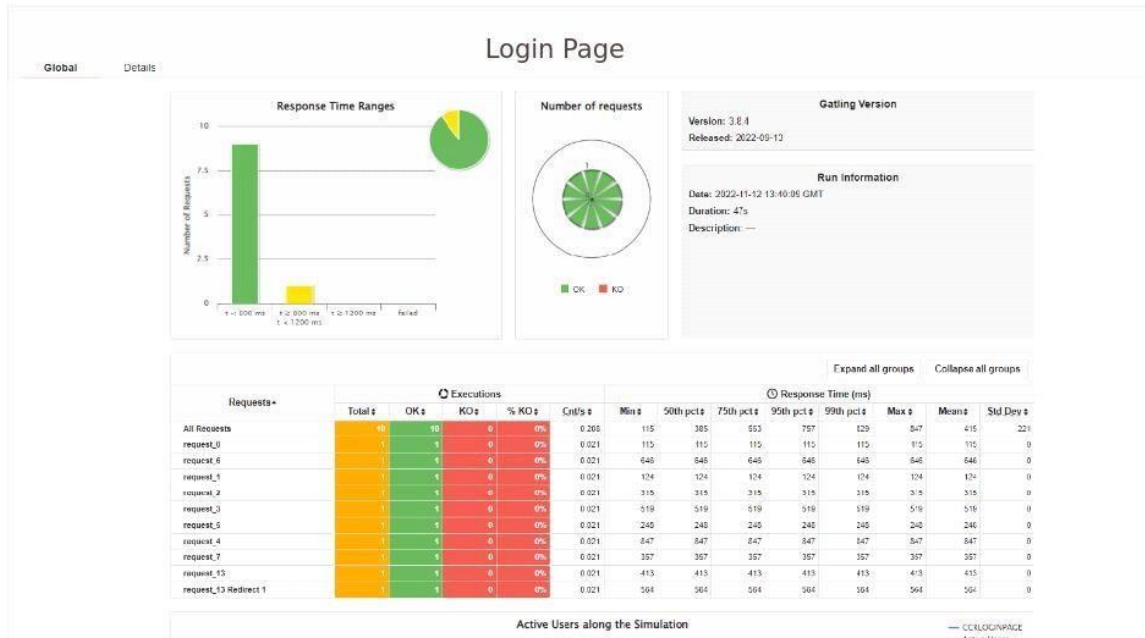 Login Page
Global Details
Response Time Ranges
Number of Requests
10
7.5
5
2.5
0
t < 800 ms
t ≥ 800 ms
t < 1200 ms
t ≥ 1200 ms
failed
Number of requests
1
OK KO
Gatling Version
Version: 3.8.4
Released: 2022-09-13
Run Information
Date: 2022-11-12 13:40:09 GMT
Duration: 47s
Description: —
Expand all groups Collapse all groups
Requests Executions Response Time (ms)
Total OK KO % KO Cnt/s Min 50th pct 75th pct 95th pct 99th pct Max Mean Std Dev
All Requests 10 10 0 0% 0.208 115 385 553 757 829 847 415 221
request_0 1 1 0 0% 0.021 115 115 115 115 115 115 115 0
request_6 1 1 0 0% 0.021 646 646 646 646 646 646 646 0
request_1 1 1 0 0% 0.021 124 124 124 124 124 124 124 0
request_2 1 1 0 0% 0.021 315 315 315 315 315 315 315 0
request_3 1 1 0 0% 0.021 519 519 519 519 519 519 519 0
request_5 1 1 0 0% 0.021 248 248 248 248 248 248 248 0
request_4 1 1 0 0% 0.021 847 847 847 847 847 847 847 0
request_7 1 1 0 0% 0.021 357 357 357 357 357 357 357 0
request_13 1 1 0 0% 0.021 413 413 413 413 413 413 413 0
request_13 Redirect 1 1 1 0 0% 0.021 564 564 564 564 564 564 564 0
Active Users along the Simulation
CCRLOGINPAGE